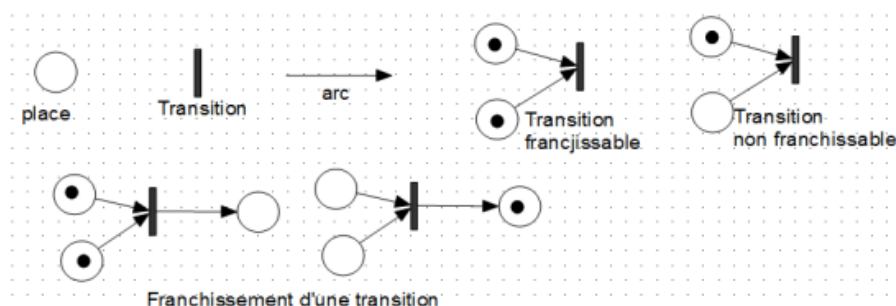 place
Transition
arc
Transition
francjissable
Transition
non franchissable
Franchissement d'une transition